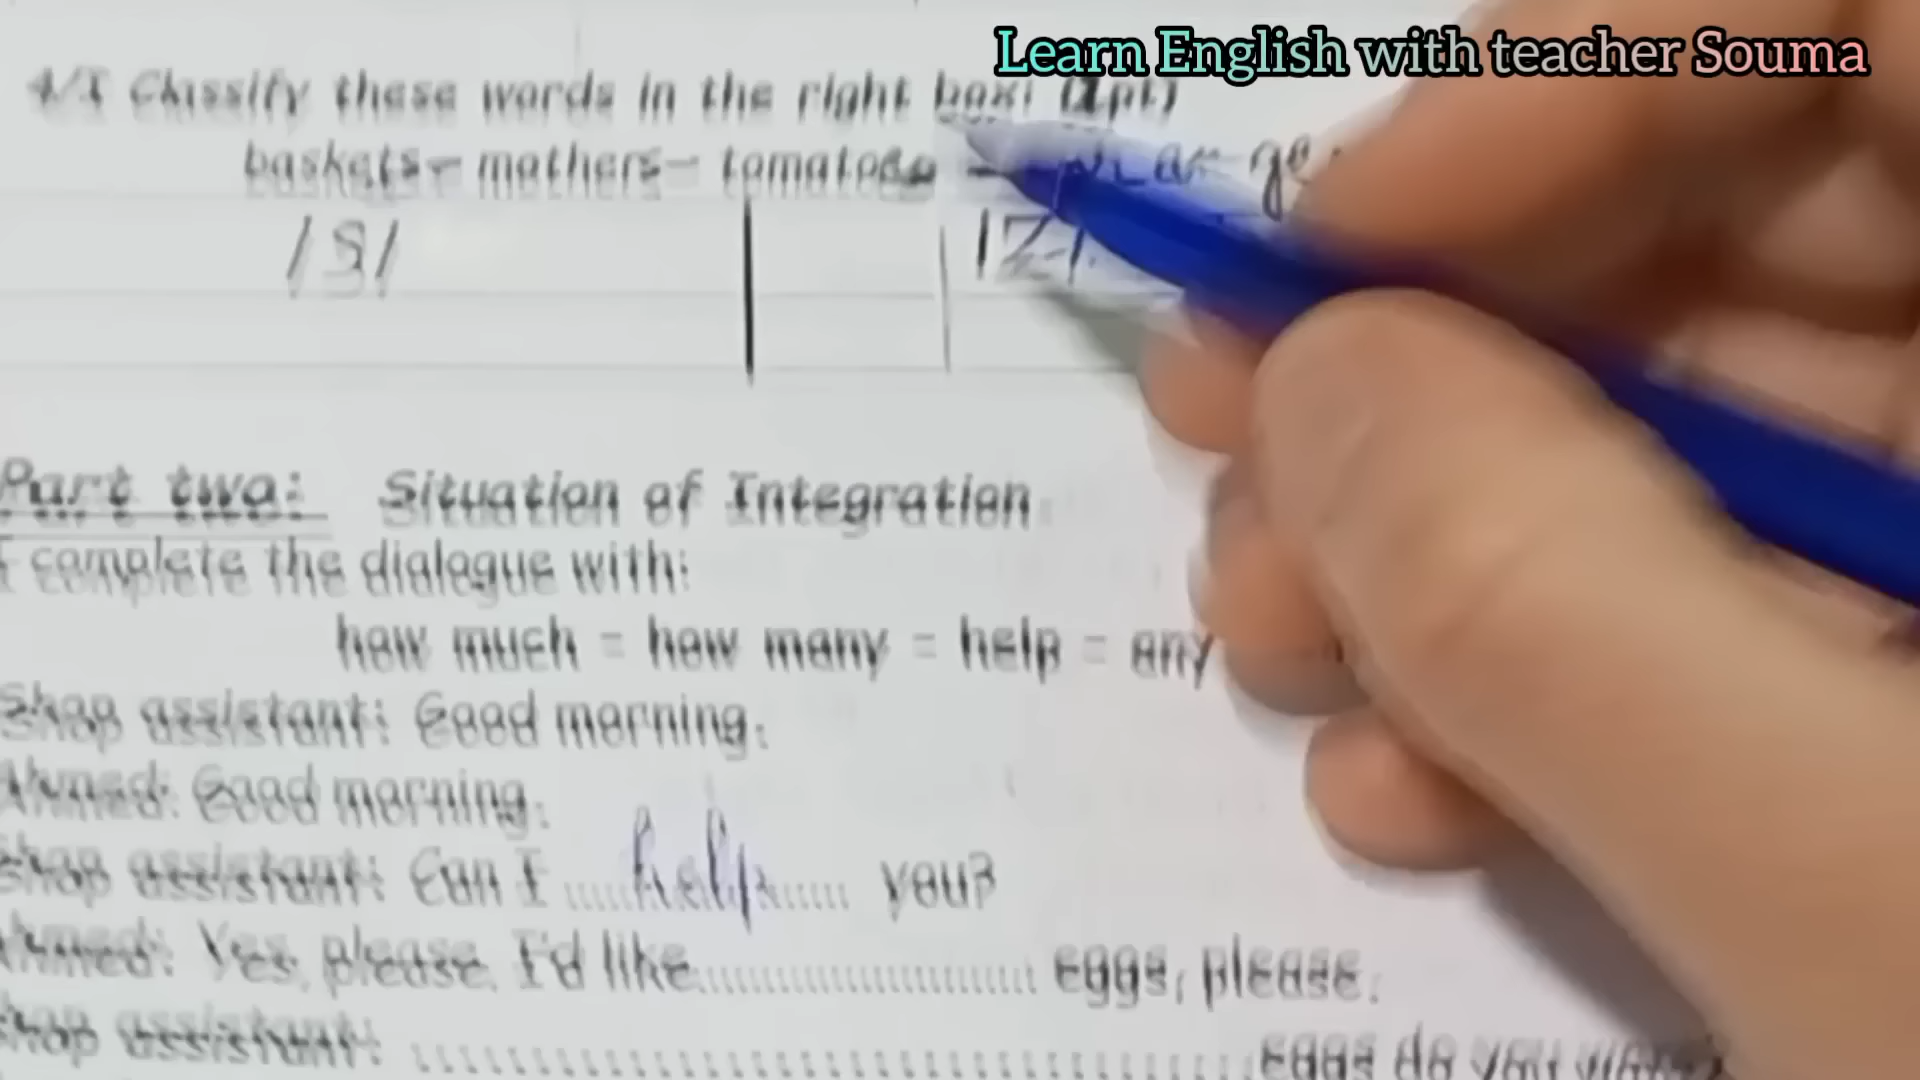 Learn English with teacher Souma
4/I Classify these words in the right box: (1pt)
baskets - mothers - tomatoes -
/s/ /z/
Part two: Situation of Integration
I complete the dialogue with:
how much = how many = help = any
Shop assistant: Good morning.
Ahmed: Good morning.
Shop assistant: Can I ..... help ..... you?
Ahmed: Yes, please. I'd like........................ eggs, please.
Shop assistant: ........................................ eggs do you want?